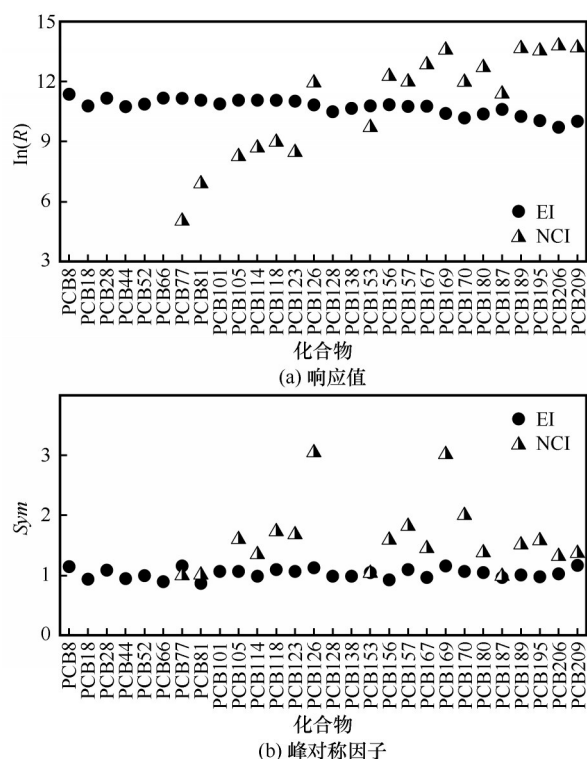 15
12
9
6
3
ln(R)
EI
NCI
PCB8
PCB18
PCB28
PCB44
PCB52
PCB66
PCB77
PCB81
PCB101
PCB105
PCB114
PCB118
PCB123
PCB126
PCB128
PCB138
PCB153
PCB156
PCB157
PCB167
PCB169
PCB170
PCB180
PCB187
PCB189
PCB195
PCB206
PCB209
化合物
(a) 响应值
3
2
1
0
Sym
EI
NCI
PCB8
PCB18
PCB28
PCB44
PCB52
PCB66
PCB77
PCB81
PCB101
PCB105
PCB114
PCB118
PCB123
PCB126
PCB128
PCB138
PCB153
PCB156
PCB157
PCB167
PCB169
PCB170
PCB180
PCB187
PCB189
PCB195
PCB206
PCB209
化合物
(b) 峰对称因子